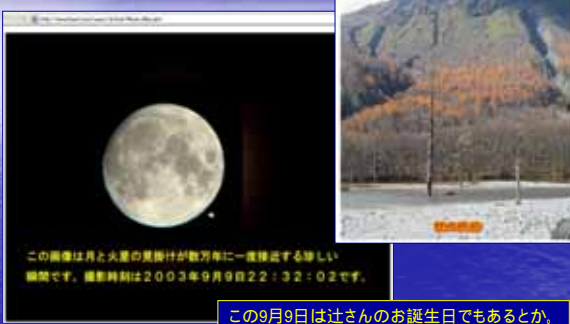 この画像は月と火星の見掛けが数万年に一度接近する珍しい
瞬間です。撮影時刻は2003年9月9日22:32:02です。
この9月9日は辻さんのお誕生日でもあるとか。